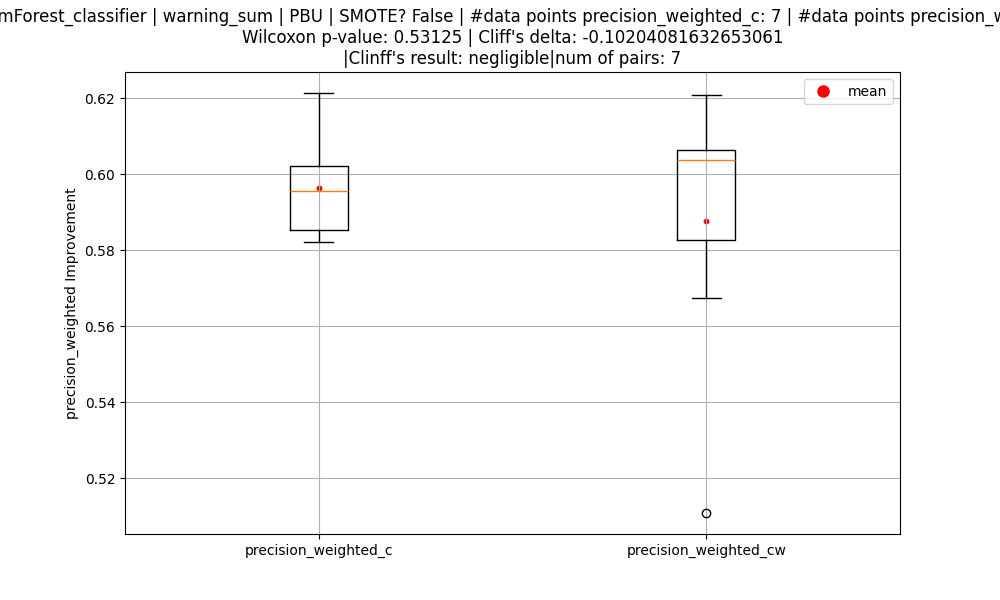 mForest_classifier | warning_sum | PBU | SMOTE? False | #data points precision_weighted_c: 7 | #data points precision_w
Wilcoxon p-value: 0.53125 | Cliff's delta: -0.10204081632653061
|Clinff's result: negligible|num of pairs: 7
mean
0.62
0.60
0.58
0.56
0.54
0.52
precision_weighted Improvement
precision_weighted_c
precision_weighted_cw